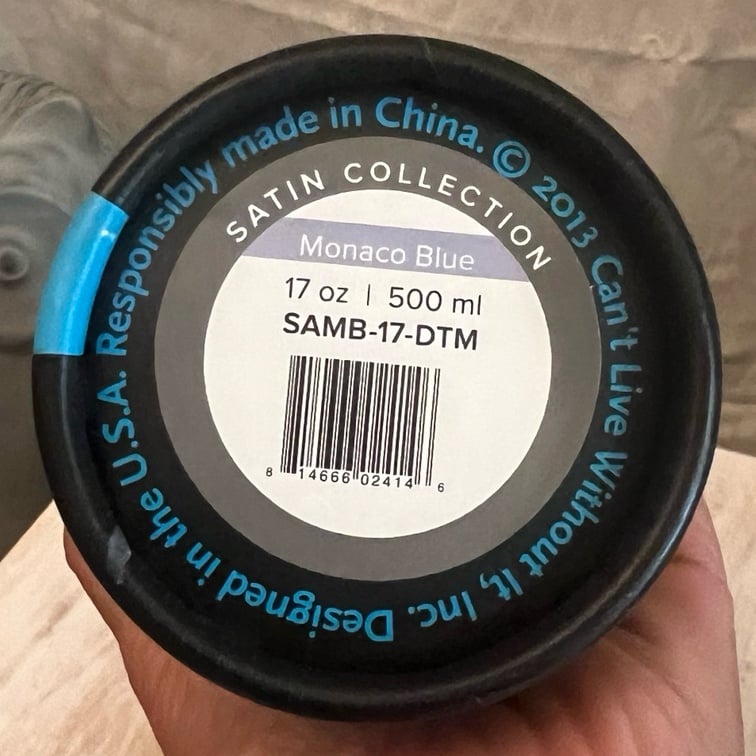 Designed in the U.S.A. Responsibly made in China. © 2013 Can't Live Without It, Inc.
SATIN COLLECTION
Monaco Blue
17 oz | 500 ml
SAMB-17-DTM
8 14666 02414 6